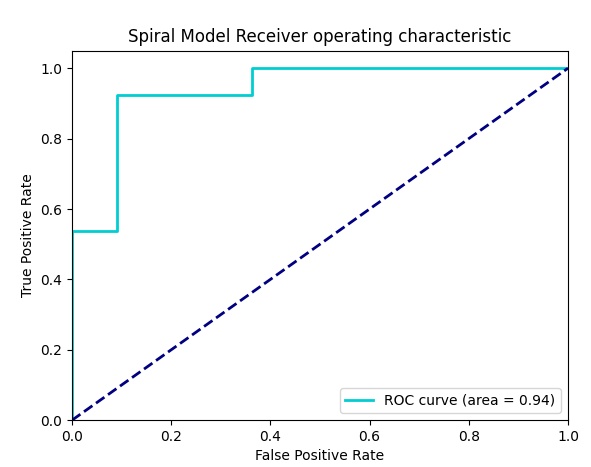 Spiral Model Receiver operating characteristic
1.0
0.8
0.6
0.4
0.2
0.0
True Positive Rate
ROC curve (area = 0.94)
0.0 0.2 0.4 0.6 0.8 1.0
False Positive Rate